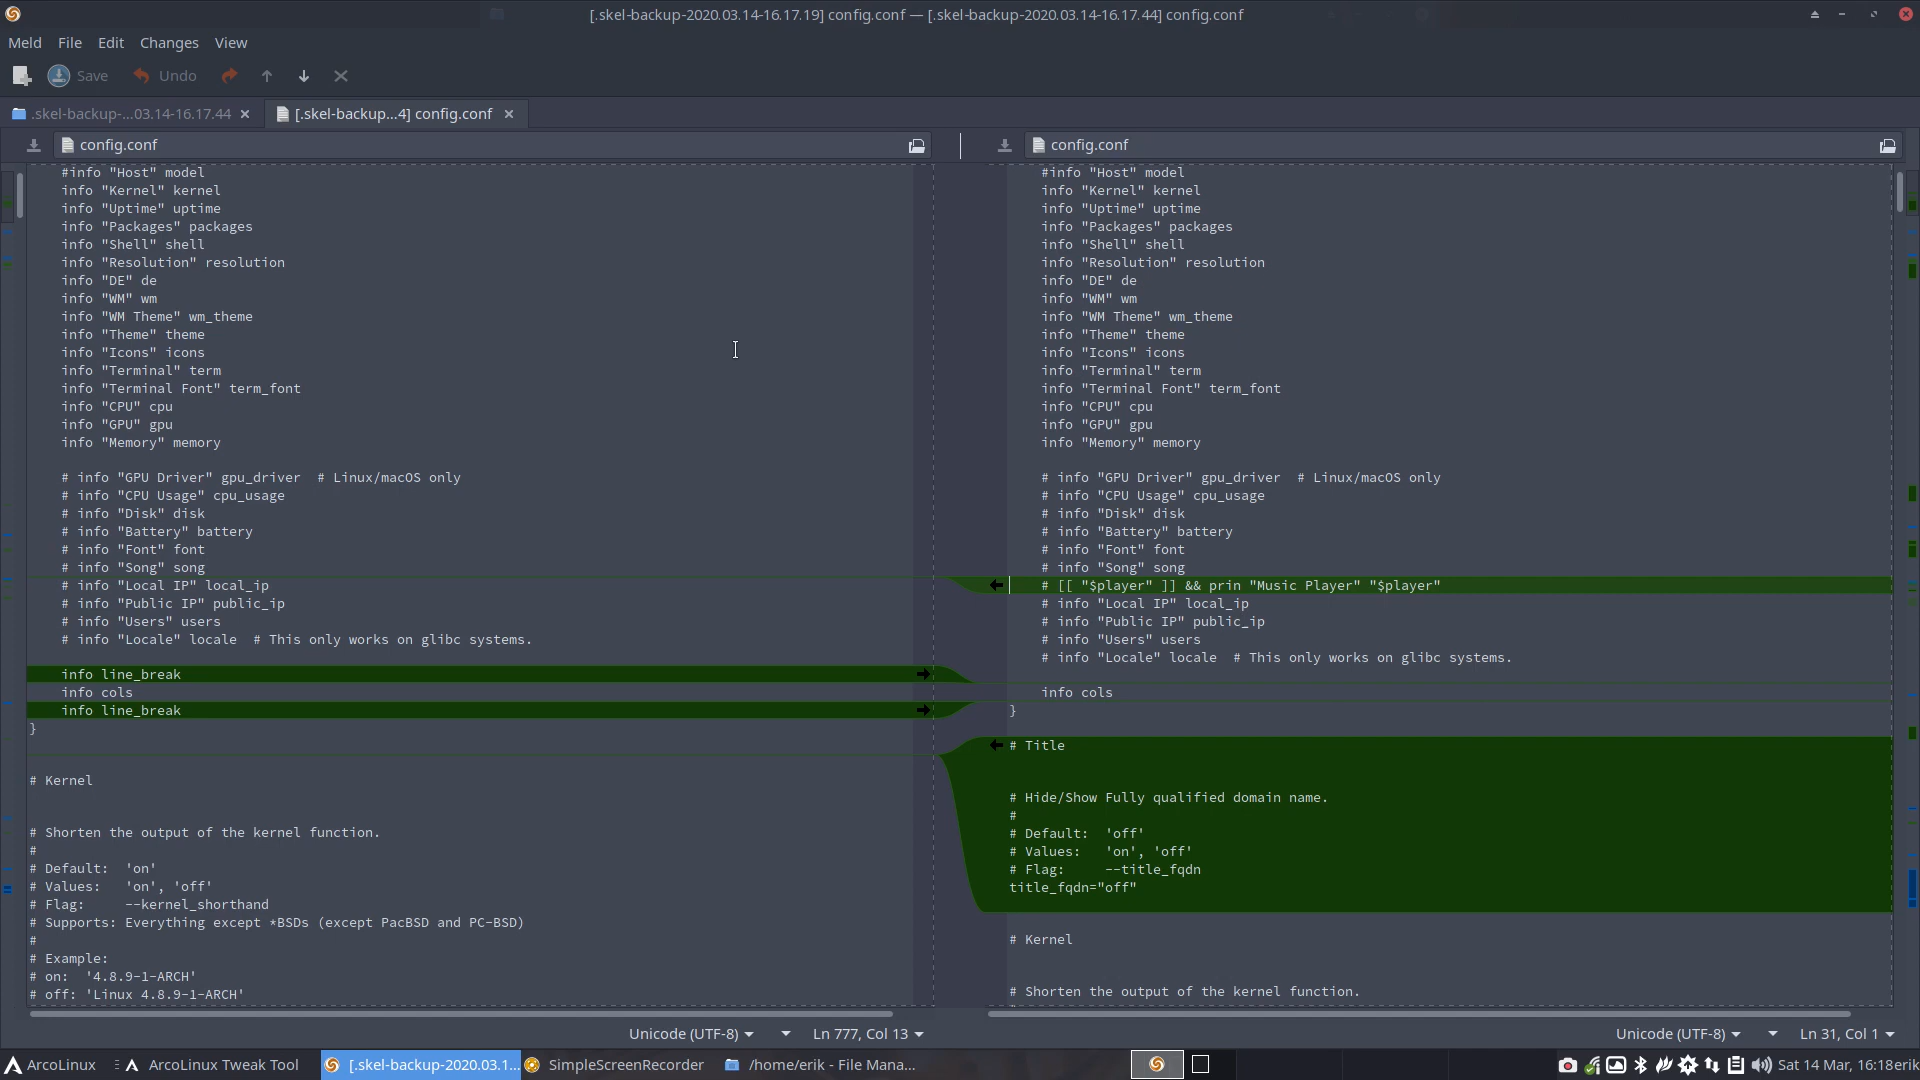 [.skel-backup-2020.03.14-16.17.19] config.conf — [.skel-backup-2020.03.14-16.17.44] config.conf
Meld File Edit Changes View
Save Undo
.skel-backup-...03.14-16.17.44 [.skel-backup...4] config.conf
config.conf
#info "Host" model
info "Kernel" kernel
info "Uptime" uptime
info "Packages" packages
info "Shell" shell
info "Resolution" resolution
info "DE" de
info "WM" wm
info "WM Theme" wm_theme
info "Theme" theme
info "Icons" icons
info "Terminal" term
info "Terminal Font" term_font
info "CPU" cpu
info "GPU" gpu
info "Memory" memory
# info "GPU Driver" gpu_driver  # Linux/macOS only
# info "CPU Usage" cpu_usage
# info "Disk" disk
# info "Battery" battery
# info "Font" font
# info "Song" song
# info "Local IP" local_ip
# info "Public IP" public_ip
# info "Users" users
# info "Locale" locale  # This only works on glibc systems.
info line_break
info cols
info line_break
}
# Kernel
# Shorten the output of the kernel function.
#
# Default:  'on'
# Values:   'on', 'off'
# Flag:     --kernel_shorthand
# Supports: Everything except *BSDs (except PacBSD and PC-BSD)
#
# Example:
# on:  '4.8.9-1-ARCH'
# off: 'Linux 4.8.9-1-ARCH'
Unicode (UTF-8) Ln 777, Col 13
config.conf
#info "Host" model
info "Kernel" kernel
info "Uptime" uptime
info "Packages" packages
info "Shell" shell
info "Resolution" resolution
info "DE" de
info "WM" wm
info "WM Theme" wm_theme
info "Theme" theme
info "Icons" icons
info "Terminal" term
info "Terminal Font" term_font
info "CPU" cpu
info "GPU" gpu
info "Memory" memory
# info "GPU Driver" gpu_driver  # Linux/macOS only
# info "CPU Usage" cpu_usage
# info "Disk" disk
# info "Battery" battery
# info "Font" font
# info "Song" song
# [[ "$player" ]] && prin "Music Player" "$player"
# info "Local IP" local_ip
# info "Public IP" public_ip
# info "Users" users
# info "Locale" locale  # This only works on glibc systems.
info cols
}
# Title
# Hide/Show Fully qualified domain name.
#
# Default:  'off'
# Values:   'on', 'off'
# Flag:     --title_fqdn
title_fqdn="off"
# Kernel
# Shorten the output of the kernel function.
Unicode (UTF-8) Ln 31, Col 1
ArcoLinux ArcoLinux Tweak Tool [.skel-backup-2020.03.1... SimpleScreenRecorder /home/erik - File Mana... Sat 14 Mar, 16:18 erik